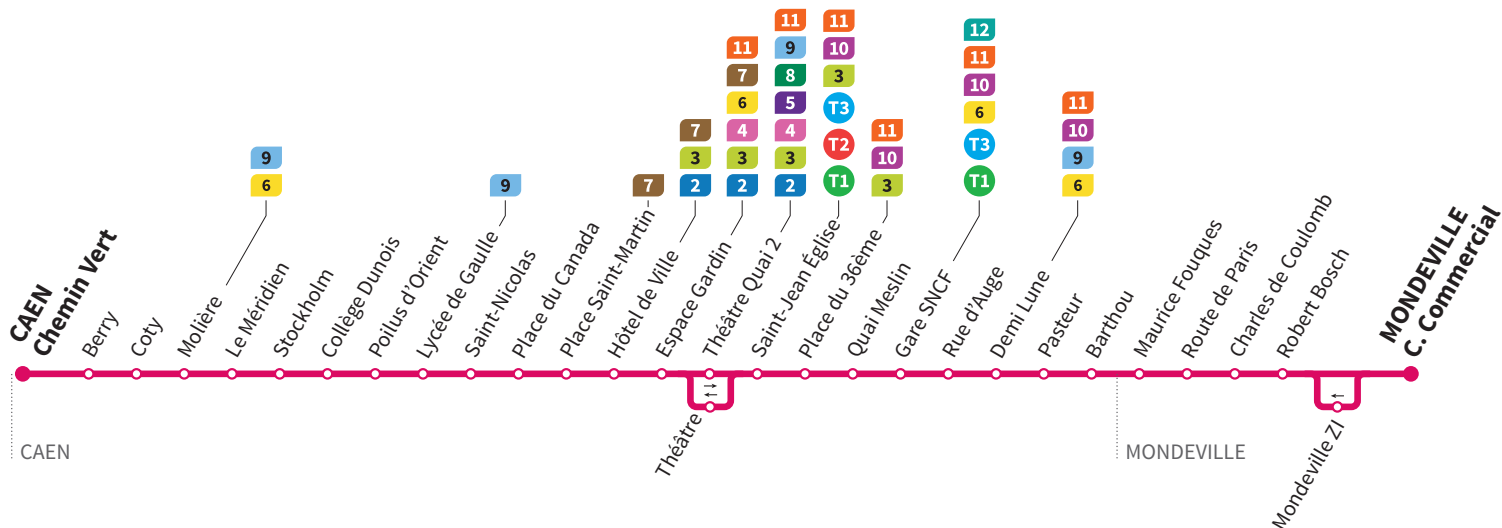 CAEN
Chemin Vert
Berry
Coty
9
6
Molière
Le Méridien
Stockholm
Collège Dunois
Poilus d’Orient
9
Lycée de Gaulle
Saint-Nicolas
Place du Canada
7
Place Saint-Martin
7
3
2
Hôtel de Ville
11
7
6
4
3
2
Espace Gardin
11
9
8
5
4
3
2
Théâtre Quai 2
Théâtre
11
10
3
T3
T2
T1
Saint-Jean Église
11
10
3
Place du 36ème
Quai Meslin
12
11
10
6
T3
T1
Gare SNCF
Rue d’Auge
11
10
9
6
Demi Lune
Pasteur
Barthou
Maurice Fouques
Route de Paris
Charles de Coulomb
Robert Bosch
Mondeville ZI
MONDEVILLE
C. Commercial
CAEN
MONDEVILLE